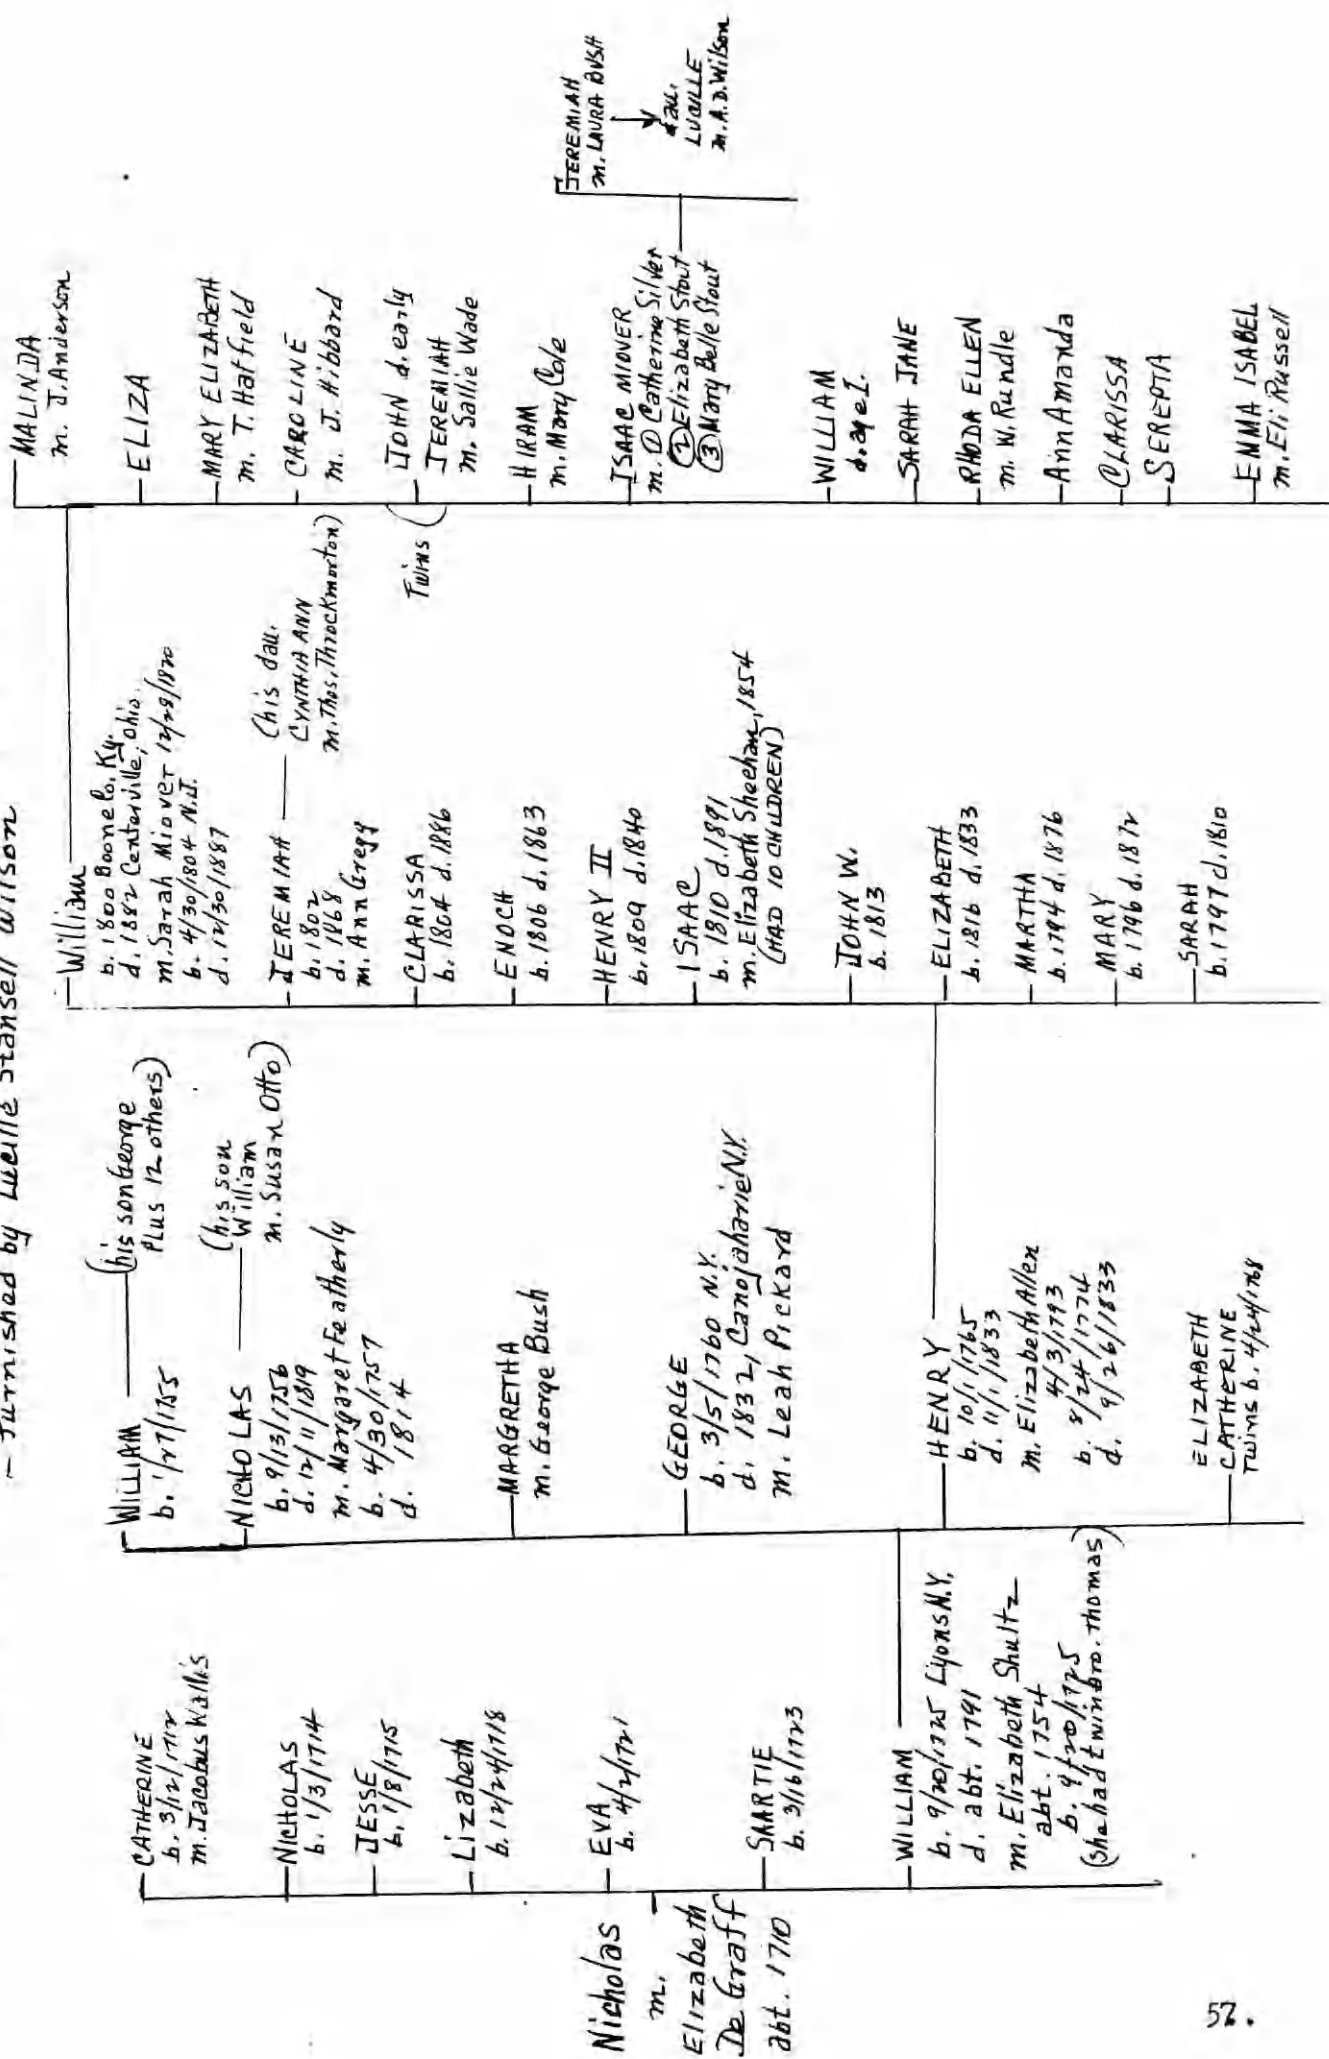 – Furnished by Lucille Stansell Wilson
Nicholas
m.
Elizabeth
De Graff
abt. 1710
CATHERINE
b. 3/12/1712
m. Jacobus Wallis
NICHOLAS
b. 1/3/1714
JESSE
b. 1/8/1715
Lizabeth
b. 12/24/1718
EVA
b. 4/2/1721
SAARTIE
b. 3/16/1723
WILLIAM
b. 9/20/1725 Lyons N.Y.
d. abt. 1791
m. Elizabeth Shultz
abt. 1754
b. 9/20/1725
(she had twin bro. Thomas)
WILLIAM
b. 1/27/1755
(his son George
Plus 12 others)
NICHOLAS
b. 9/13/1756
d. 12/11/1819
m. Margaret Featherly
b. 4/30/1757
d. 1814
(his son
William
m. Susan Otto)
MARGRETHA
m. George Bush
GEORGE
b. 3/5/1760 N.Y.
d. 1832, Canojoharie N.Y.
m. Leah Pickard
HENRY
b. 10/1/1765
d. 11/1/1833
m. Elizabeth Allen
4/3/1793
b. 8/24/1774
d. 9/26/1833
ELIZABETH
CATHERINE
Twins b. 4/24/1768
William
b. 1800 Boone Co. Ky.
d. 1882 Centerville, Ohio
m. Sarah Miover 12/28/1820
b. 4/30/1804 N.J.
d. 12/30/1887
JEREMIAH
b. 1802
d. 1868
m. Ann Gregg
(his dau.
CYNTHIA ANN
m. Thos. Throckmorton)
CLARISSA
b. 1804 d. 1886
ENOCH
b. 1806 d. 1863
HENRY II
b. 1809 d. 1840
ISAAC
b. 1810 d. 1891
m. Elizabeth Sheehan, 1854
(HAD 10 CHILDREN)
JOHN W.
b. 1813
ELIZABETH
b. 1816 d. 1833
MARTHA
b. 1794 d. 1876
MARY
b. 1796 d. 1872
SARAH
b. 1797 d. 1810
MALINDA
m. J. Anderson
ELIZA
MARY ELIZABETH
m. T. Hatfield
CAROLINE
m. J. Hibbard
Twins (
JOHN d. early
JEREMIAH
m. Sallie Wade
HIRAM
m. Mary Cole
ISAAC MIOVER
m. ① Catherine Silver
② Elizabeth Stout
③ Mary Belle Stout
WILLIAM
d. age 1.
SARAH JANE
RHODA ELLEN
m. W. Rundle
Ann Amanda
CLARISSA
SEREPTA
EMMA ISABEL
m. Eli Russell
JEREMIAH
m. LAURA BUSH
dau.
LUCILLE
m. A.D. Wilson
57.